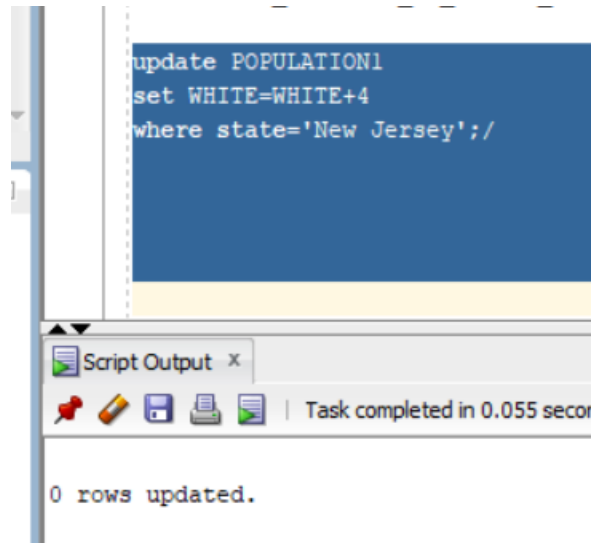 update POPULATION1
set WHITE=WHITE+4
where state='New Jersey';/
Script Output x
Task completed in 0.055
0 rows updated.